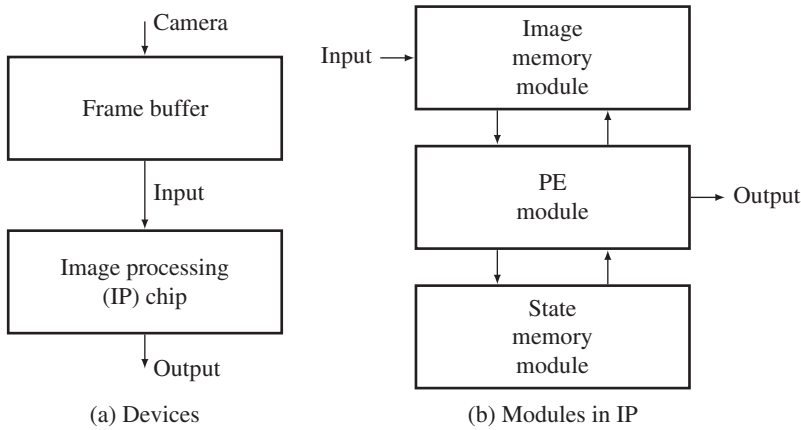 Camera
Frame buffer
Input
Image processing
(IP) chip
Output
(a) Devices
Input
Image
memory
module
PE
module
Output
State
memory
module
(b) Modules in IP